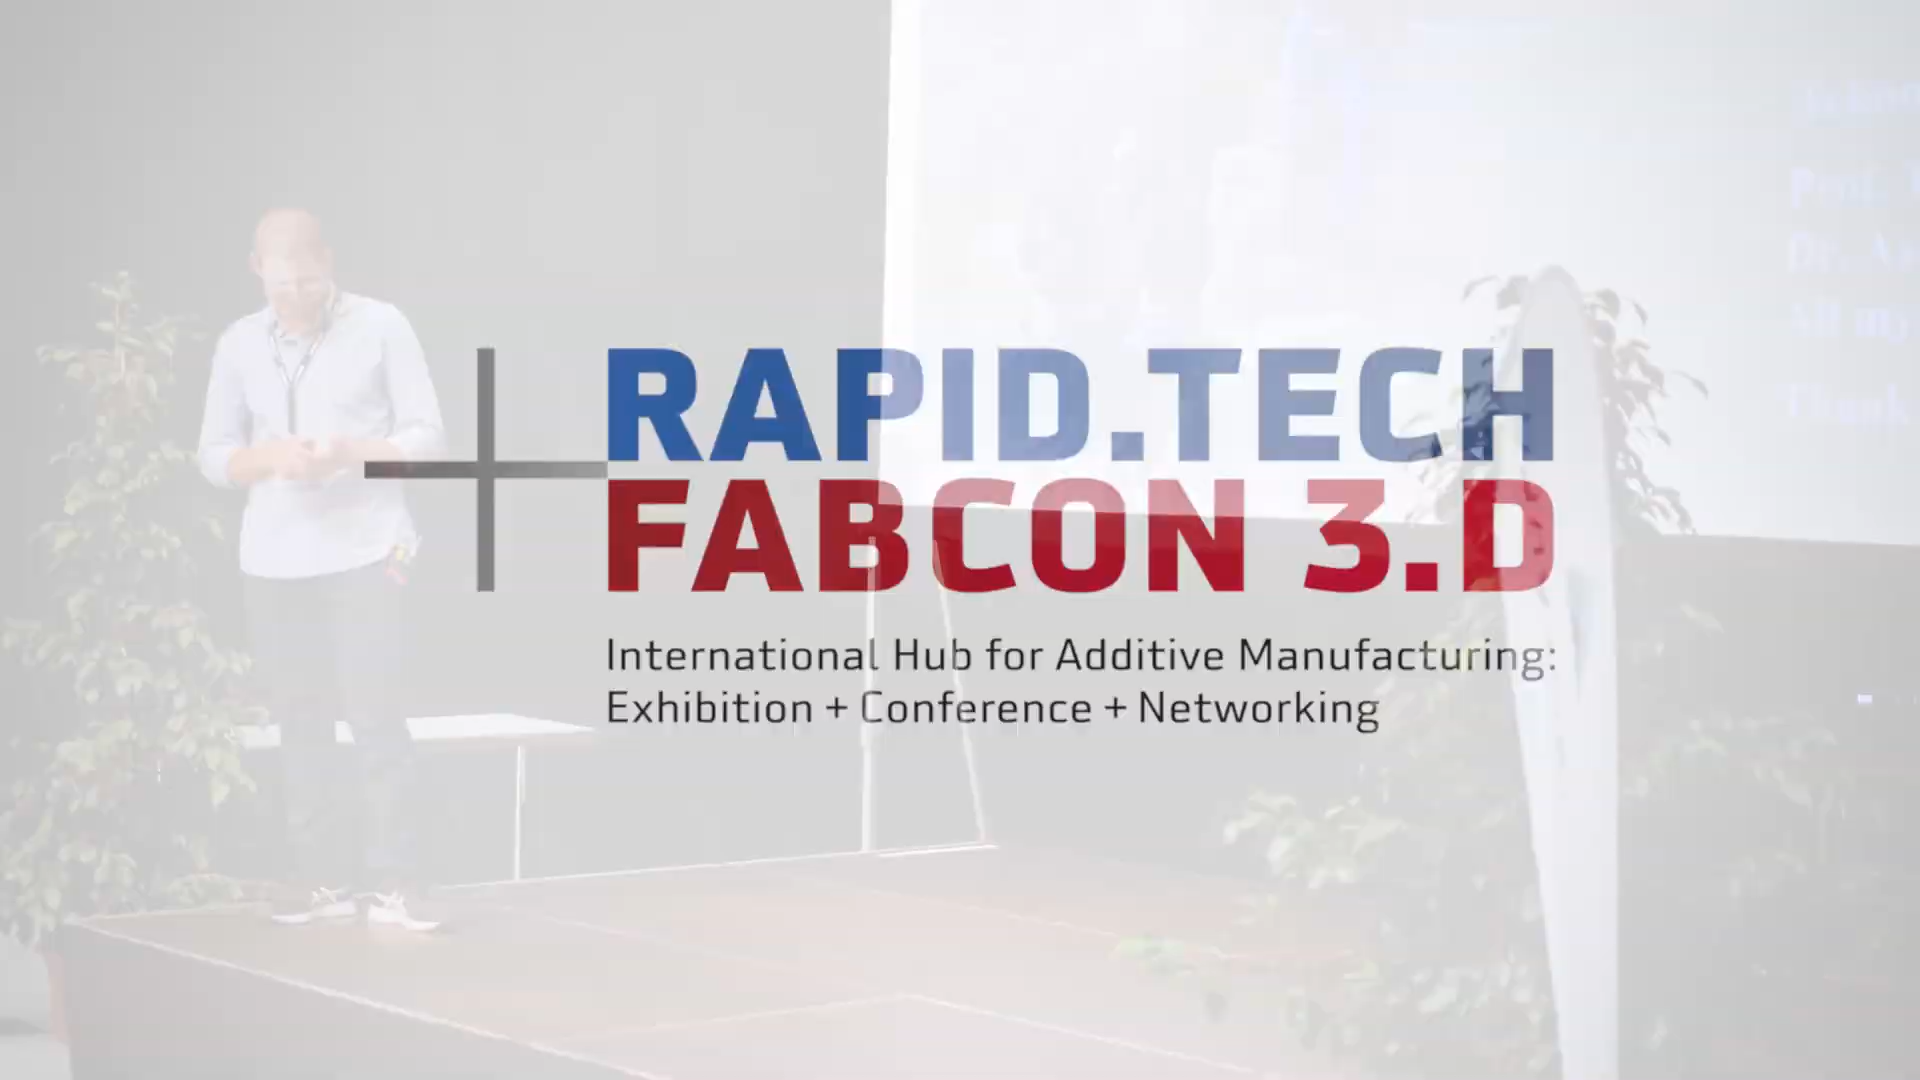 RAPID.TECH
FABCON 3.D
International Hub for Additive Manufacturing:
Exhibition + Conference + Networking